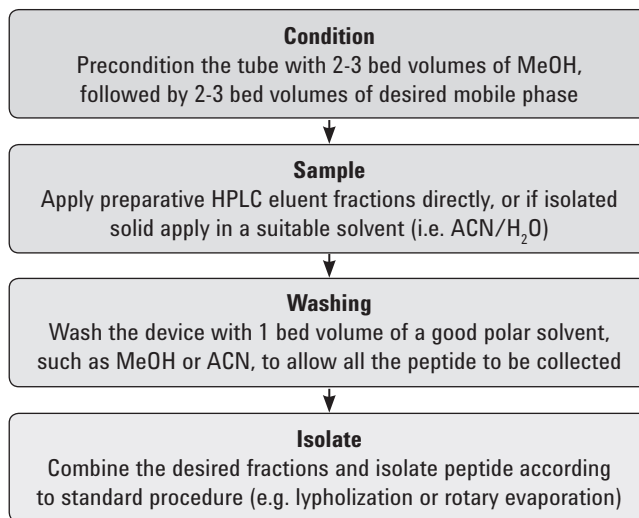 Condition
Precondition the tube with 2-3 bed volumes of MeOH,
followed by 2-3 bed volumes of desired mobile phase
Sample
Apply preparative HPLC eluent fractions directly, or if isolated
solid apply in a suitable solvent (i.e. ACN/H₂O)
Washing
Wash the device with 1 bed volume of a good polar solvent,
such as MeOH or ACN, to allow all the peptide to be collected
Isolate
Combine the desired fractions and isolate peptide according
to standard procedure (e.g. lypholization or rotary evaporation)